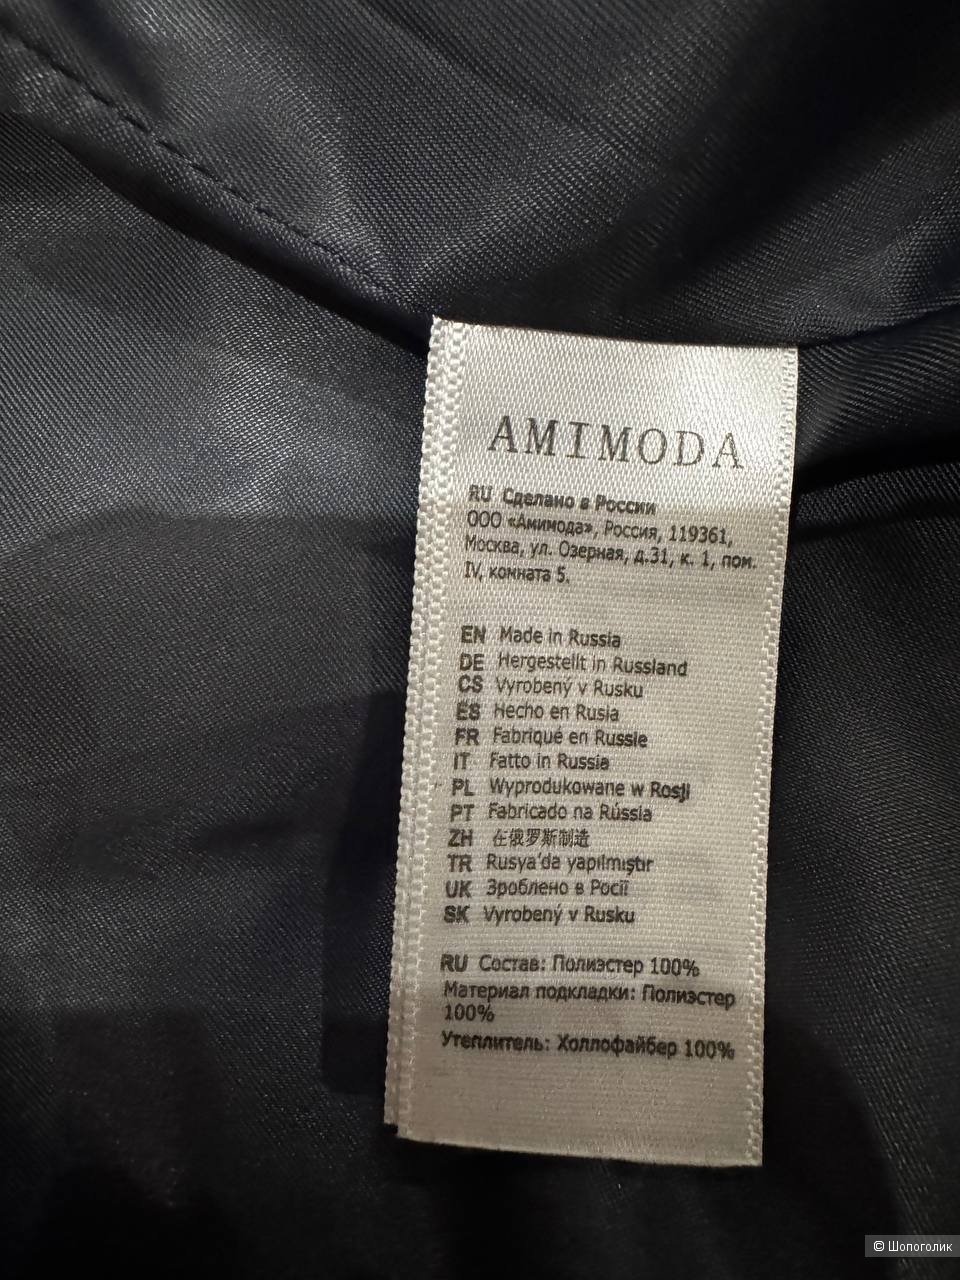 AMIMODA
RU Сделано в России
ООО «Амимода», Россия, 119361,
Москва, ул. Озерная, д.31, к. 1, пом.
IV, комната 5.
EN Made in Russia
DE Hergestellt in Russland
CS Vyrobený v Rusku
ES Hecho en Rusia
FR Fabriqué en Russie
IT Fatto in Russia
PL Wyprodukowane w Rosji
PT Fabricado na Rússia
ZH 在俄罗斯制造
TR Rusya'da yapılmıştır
UK Зроблено в Росії
SK Vyrobený v Rusku
RU Состав: Полиэстер 100%
Материал подкладки: Полиэстер
100%
Утеплитель: Холлофайбер 100%
© Шопоголик